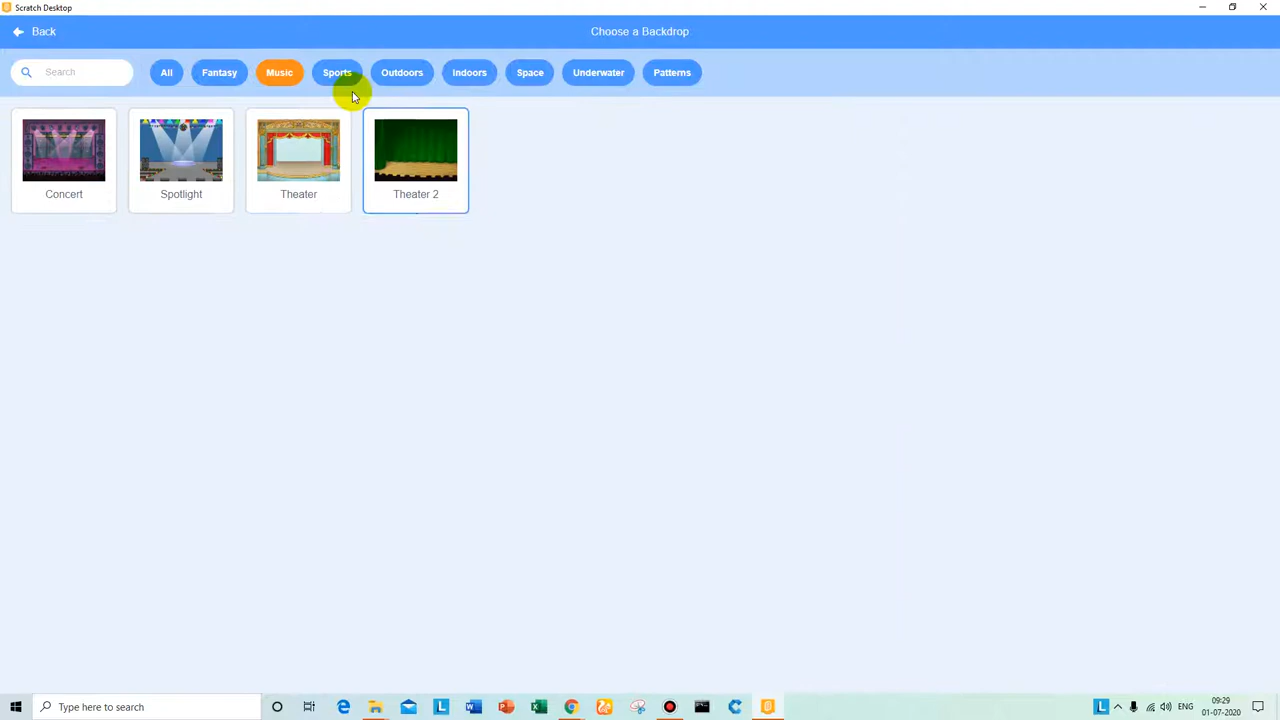 Scratch Desktop
Back
Choose a Backdrop
Search
All
Fantasy
Music
Sports
Outdoors
Indoors
Space
Underwater
Patterns
Concert
Spotlight
Theater
Theater 2
Type here to search
ENG
09:29
01-07-2020